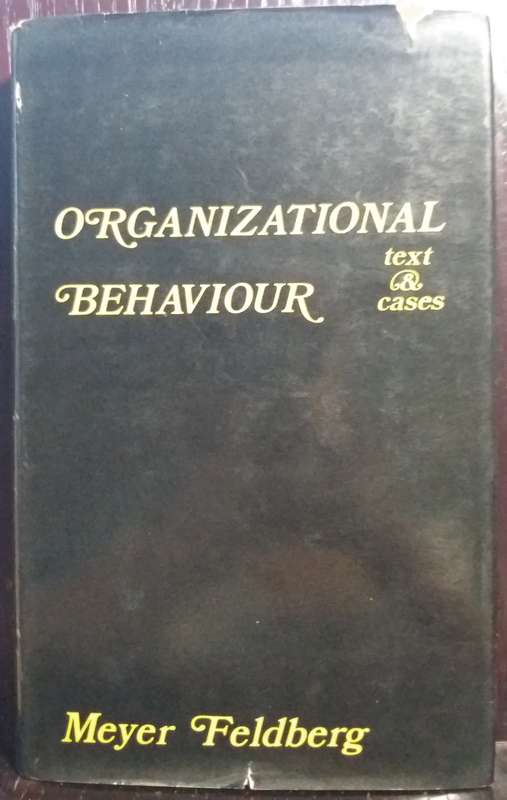 ORGANIZATIONAL
BEHAVIOUR
text
&
cases
Meyer Feldberg